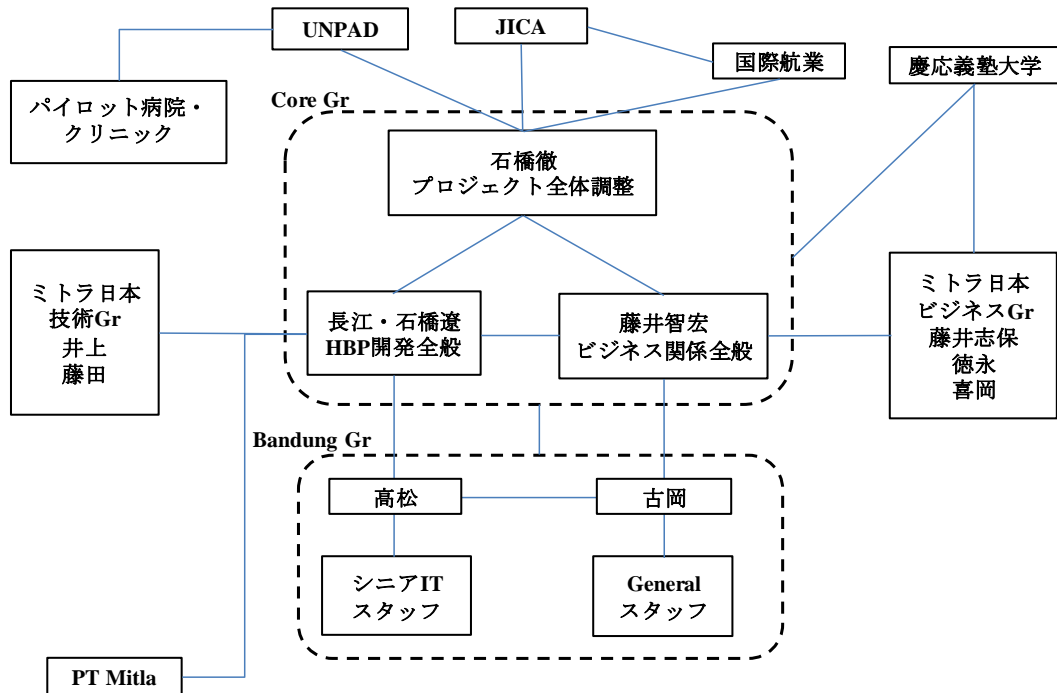 UNPAD
JICA
国際航業
慶応義塾大学
パイロット病院・
クリニック
Core Gr
石橋徹
プロジェクト全体調整
ミトラ日本
技術Gr
井上
藤田
長江・石橋遼
HBP開発全般
藤井智宏
ビジネス関係全般
ミトラ日本
ビジネスGr
藤井志保
徳永
喜岡
Bandung Gr
高松
古岡
シニアIT
スタッフ
General
スタッフ
PT Mitla